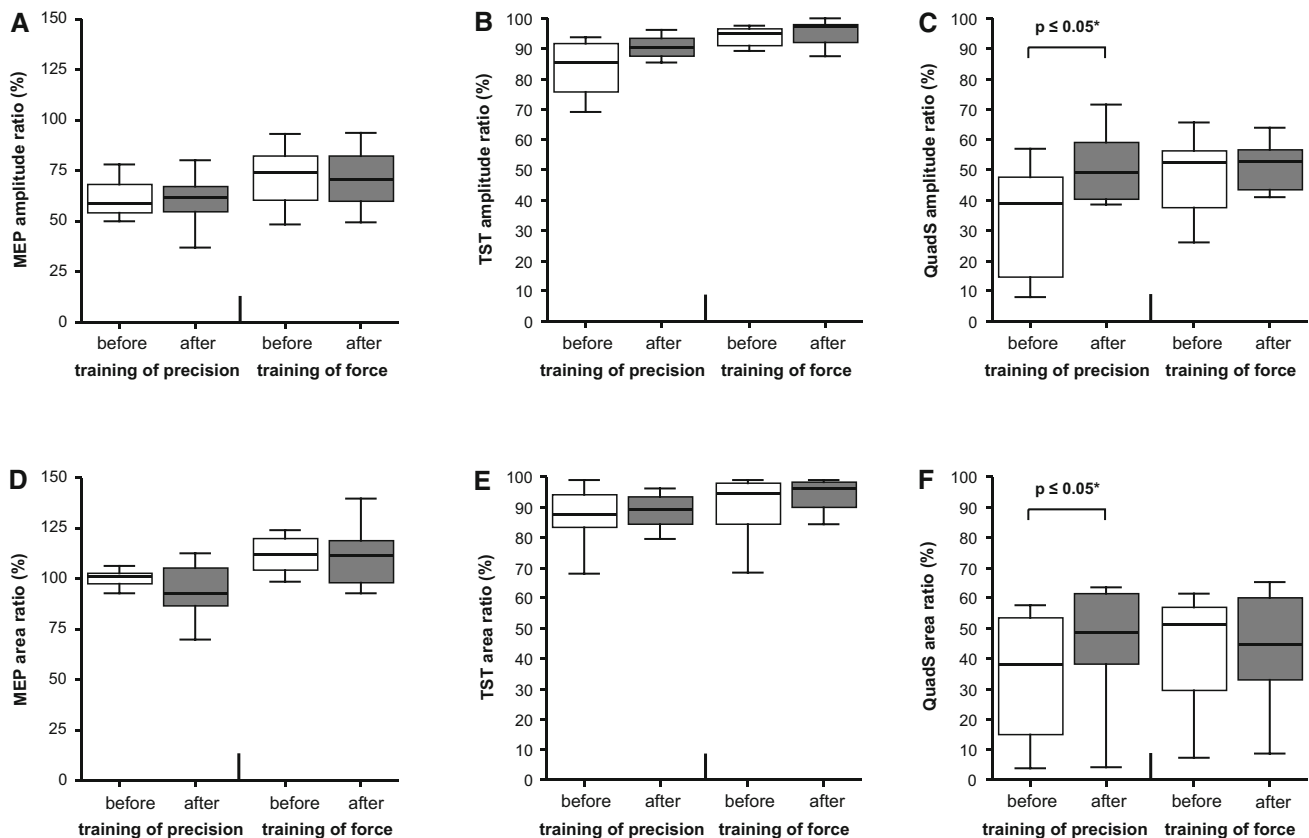 A
MEP amplitude ratio (%)
150
125
100
75
50
25
0
before after before after
training of precision training of force
B
TST amplitude ratio (%)
100
90
80
70
60
50
40
30
20
10
0
before after before after
training of precision training of force
C
QuadS amplitude ratio (%)
100
90
80
70
60
50
40
30
20
10
0
p ≤ 0.05*
before after before after
training of precision training of force
D
MEP area ratio (%)
150
125
100
75
50
25
0
before after before after
training of precision training of force
E
TST area ratio (%)
100
90
80
70
60
50
40
30
20
10
0
before after before after
training of precision training of force
F
QuadS area ratio (%)
100
90
80
70
60
50
40
30
20
10
0
p ≤ 0.05*
before after before after
training of precision training of force